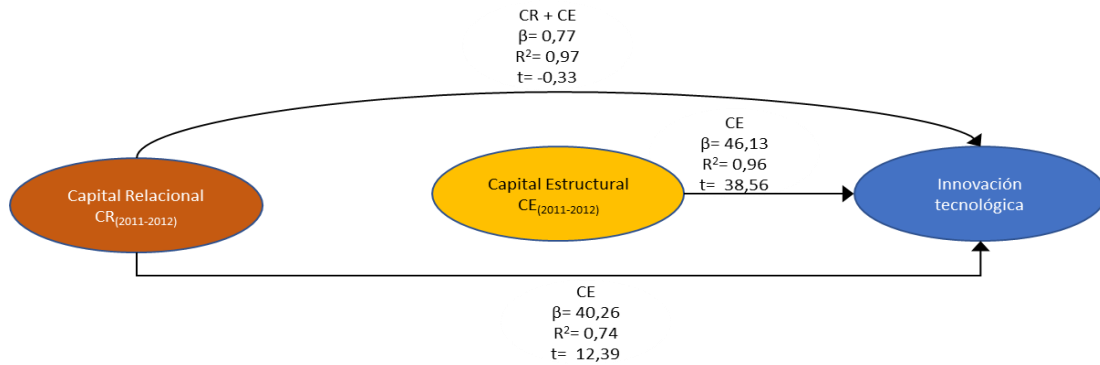 CR + CE
β= 0,77
R²= 0,97
t= -0,33
CE
β= 46,13
R²= 0,96
t= 38,56
Capital Relacional
CR(2011-2012)
Capital Estructural
CE(2011-2012)
Innovación
tecnológica
CE
β= 40,26
R²= 0,74
t= 12,39